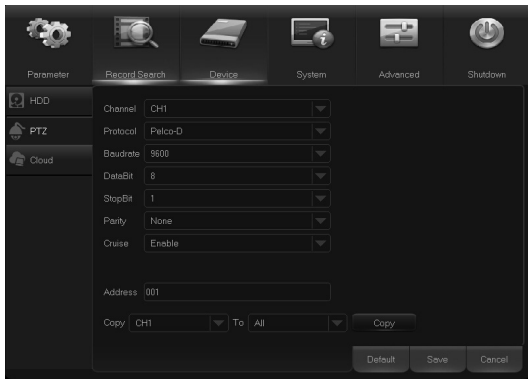 Parameter Record Search Device System Advanced Shutdown
HDD
PTZ
Cloud
Channel CH1
Protocol Pelco-D
Baudrate 9600
DataBit 8
StopBit 1
Parity None
Cruise Enable
Address 001
Copy CH1 To All Copy
Default Save Cancel